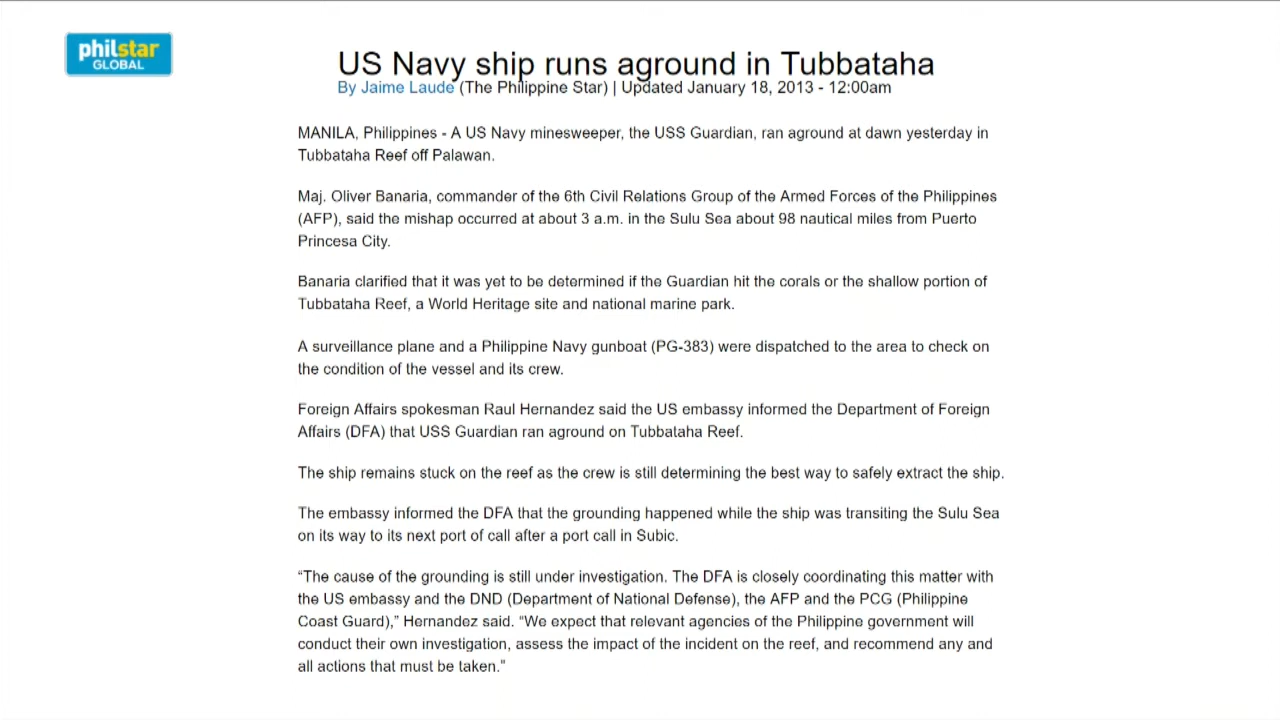 philstar
GLOBAL
US Navy ship runs aground in Tubbataha
By Jaime Laude (The Philippine Star) | Updated January 18, 2013 - 12:00am
MANILA, Philippines - A US Navy minesweeper, the USS Guardian, ran aground at dawn yesterday in
Tubbataha Reef off Palawan.
Maj. Oliver Banaria, commander of the 6th Civil Relations Group of the Armed Forces of the Philippines
(AFP), said the mishap occurred at about 3 a.m. in the Sulu Sea about 98 nautical miles from Puerto
Princesa City.
Banaria clarified that it was yet to be determined if the Guardian hit the corals or the shallow portion of
Tubbataha Reef, a World Heritage site and national marine park.
A surveillance plane and a Philippine Navy gunboat (PG-383) were dispatched to the area to check on
the condition of the vessel and its crew.
Foreign Affairs spokesman Raul Hernandez said the US embassy informed the Department of Foreign
Affairs (DFA) that USS Guardian ran aground on Tubbataha Reef.
The ship remains stuck on the reef as the crew is still determining the best way to safely extract the ship.
The embassy informed the DFA that the grounding happened while the ship was transiting the Sulu Sea
on its way to its next port of call after a port call in Subic.
“The cause of the grounding is still under investigation. The DFA is closely coordinating this matter with
the US embassy and the DND (Department of National Defense), the AFP and the PCG (Philippine
Coast Guard),” Hernandez said. “We expect that relevant agencies of the Philippine government will
conduct their own investigation, assess the impact of the incident on the reef, and recommend any and
all actions that must be taken.”